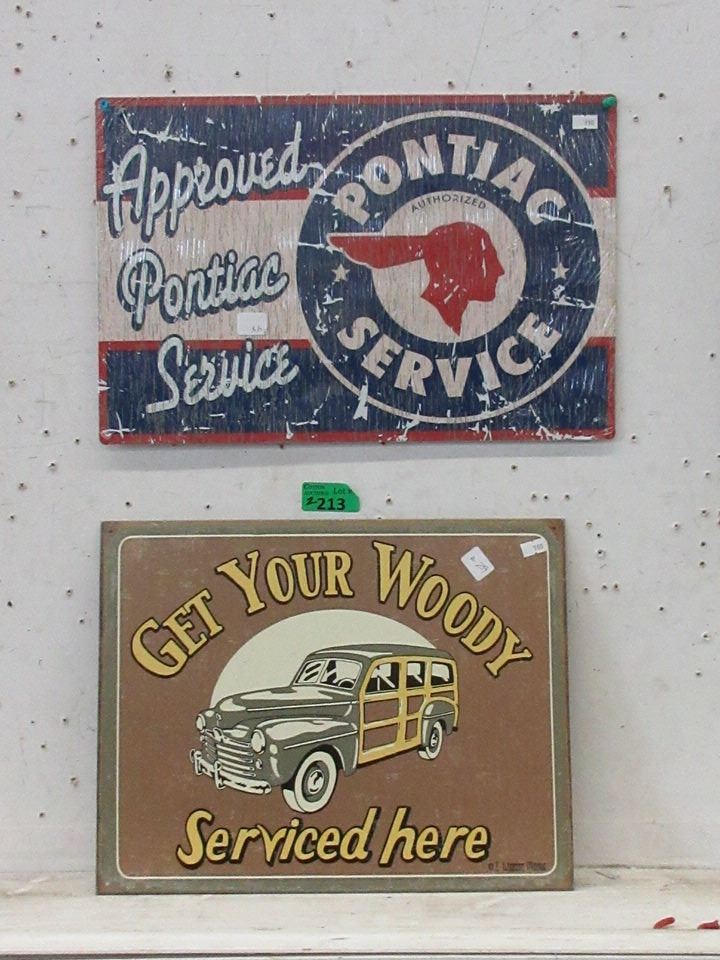 Approved
Pontiac
Service
PONTIAC
AUTHORIZED
SERVICE
Lot #
213
GET YOUR WOODY
Serviced here